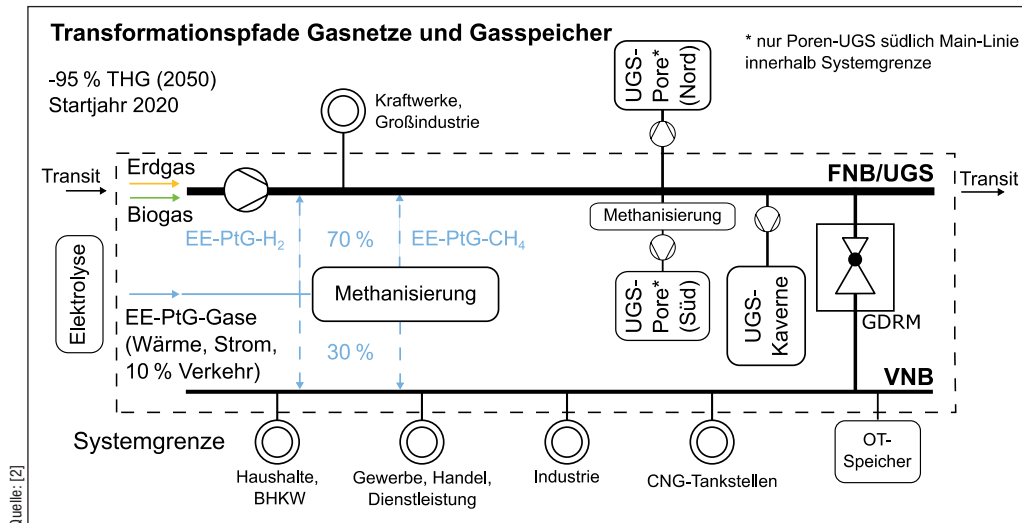 Transformationspfade Gasnetze und Gasspeicher
-95 % THG (2050)
Startjahr 2020
* nur Poren-UGS südlich Main-Linie
innerhalb Systemgrenze
Kraftwerke,
Großindustrie
UGS-
Pore*
(Nord)
Transit
Erdgas
Biogas
FNB/UGS
Transit
EE-PtG-H₂
70 %
EE-PtG-CH₄
Methanisierung
Elektrolyse
Methanisierung
EE-PtG-Gase
(Wärme, Strom,
10 % Verkehr)
30 %
UGS-
Pore*
(Süd)
UGS-
Kaverne
GDRM
VNB
Systemgrenze
Haushalte,
BHKW
Gewerbe, Handel,
Dienstleistung
Industrie
CNG-Tankstellen
OT-
Speicher
Quelle: [2]